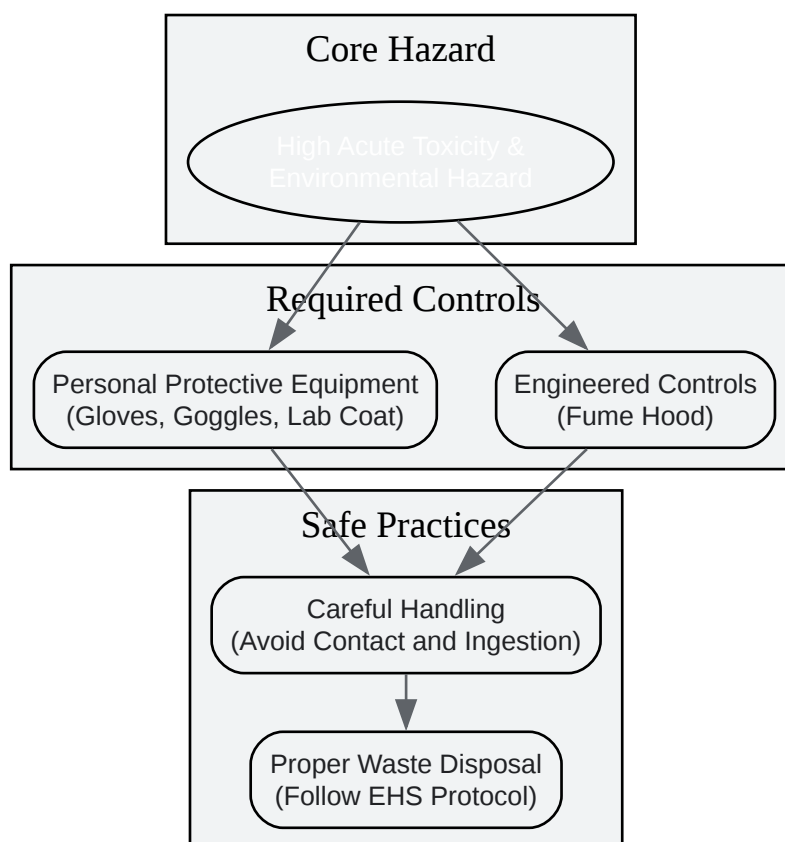 Core Hazard
High Acute Toxicity &
Environmental Hazard
Required Controls
Personal Protective Equipment
(Gloves, Goggles, Lab Coat)
Engineered Controls
(Fume Hood)
Safe Practices
Careful Handling
(Avoid Contact and Ingestion)
Proper Waste Disposal
(Follow EHS Protocol)